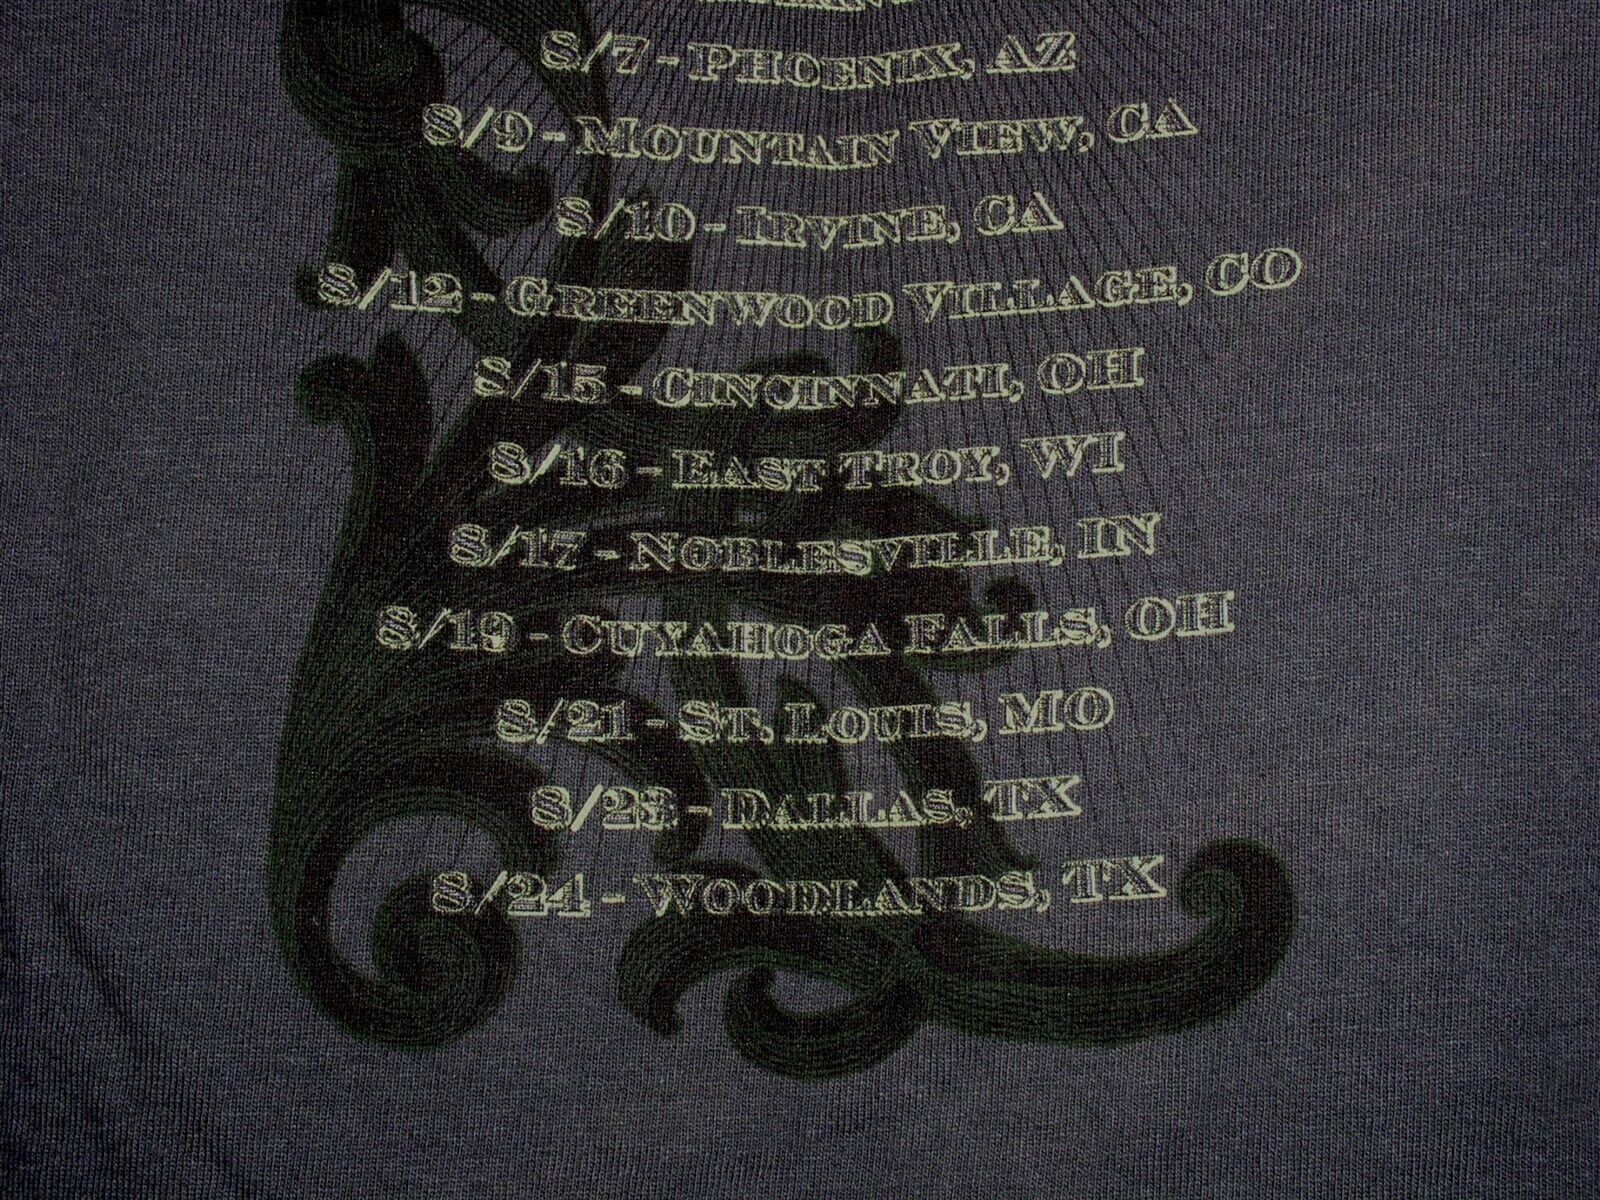 8/7 - Phoenix, AZ
8/9 - Mountain View, CA
8/10 - Irvine, CA
8/12 - Greenwood Village, CO
8/15 - Cincinnati, OH
8/16 - East Troy, WI
8/17 - Noblesville, IN
8/19 - Cuyahoga Falls, OH
8/21 - St. Louis, MO
8/23 - Dallas, TX
8/24 - Woodlands, TX